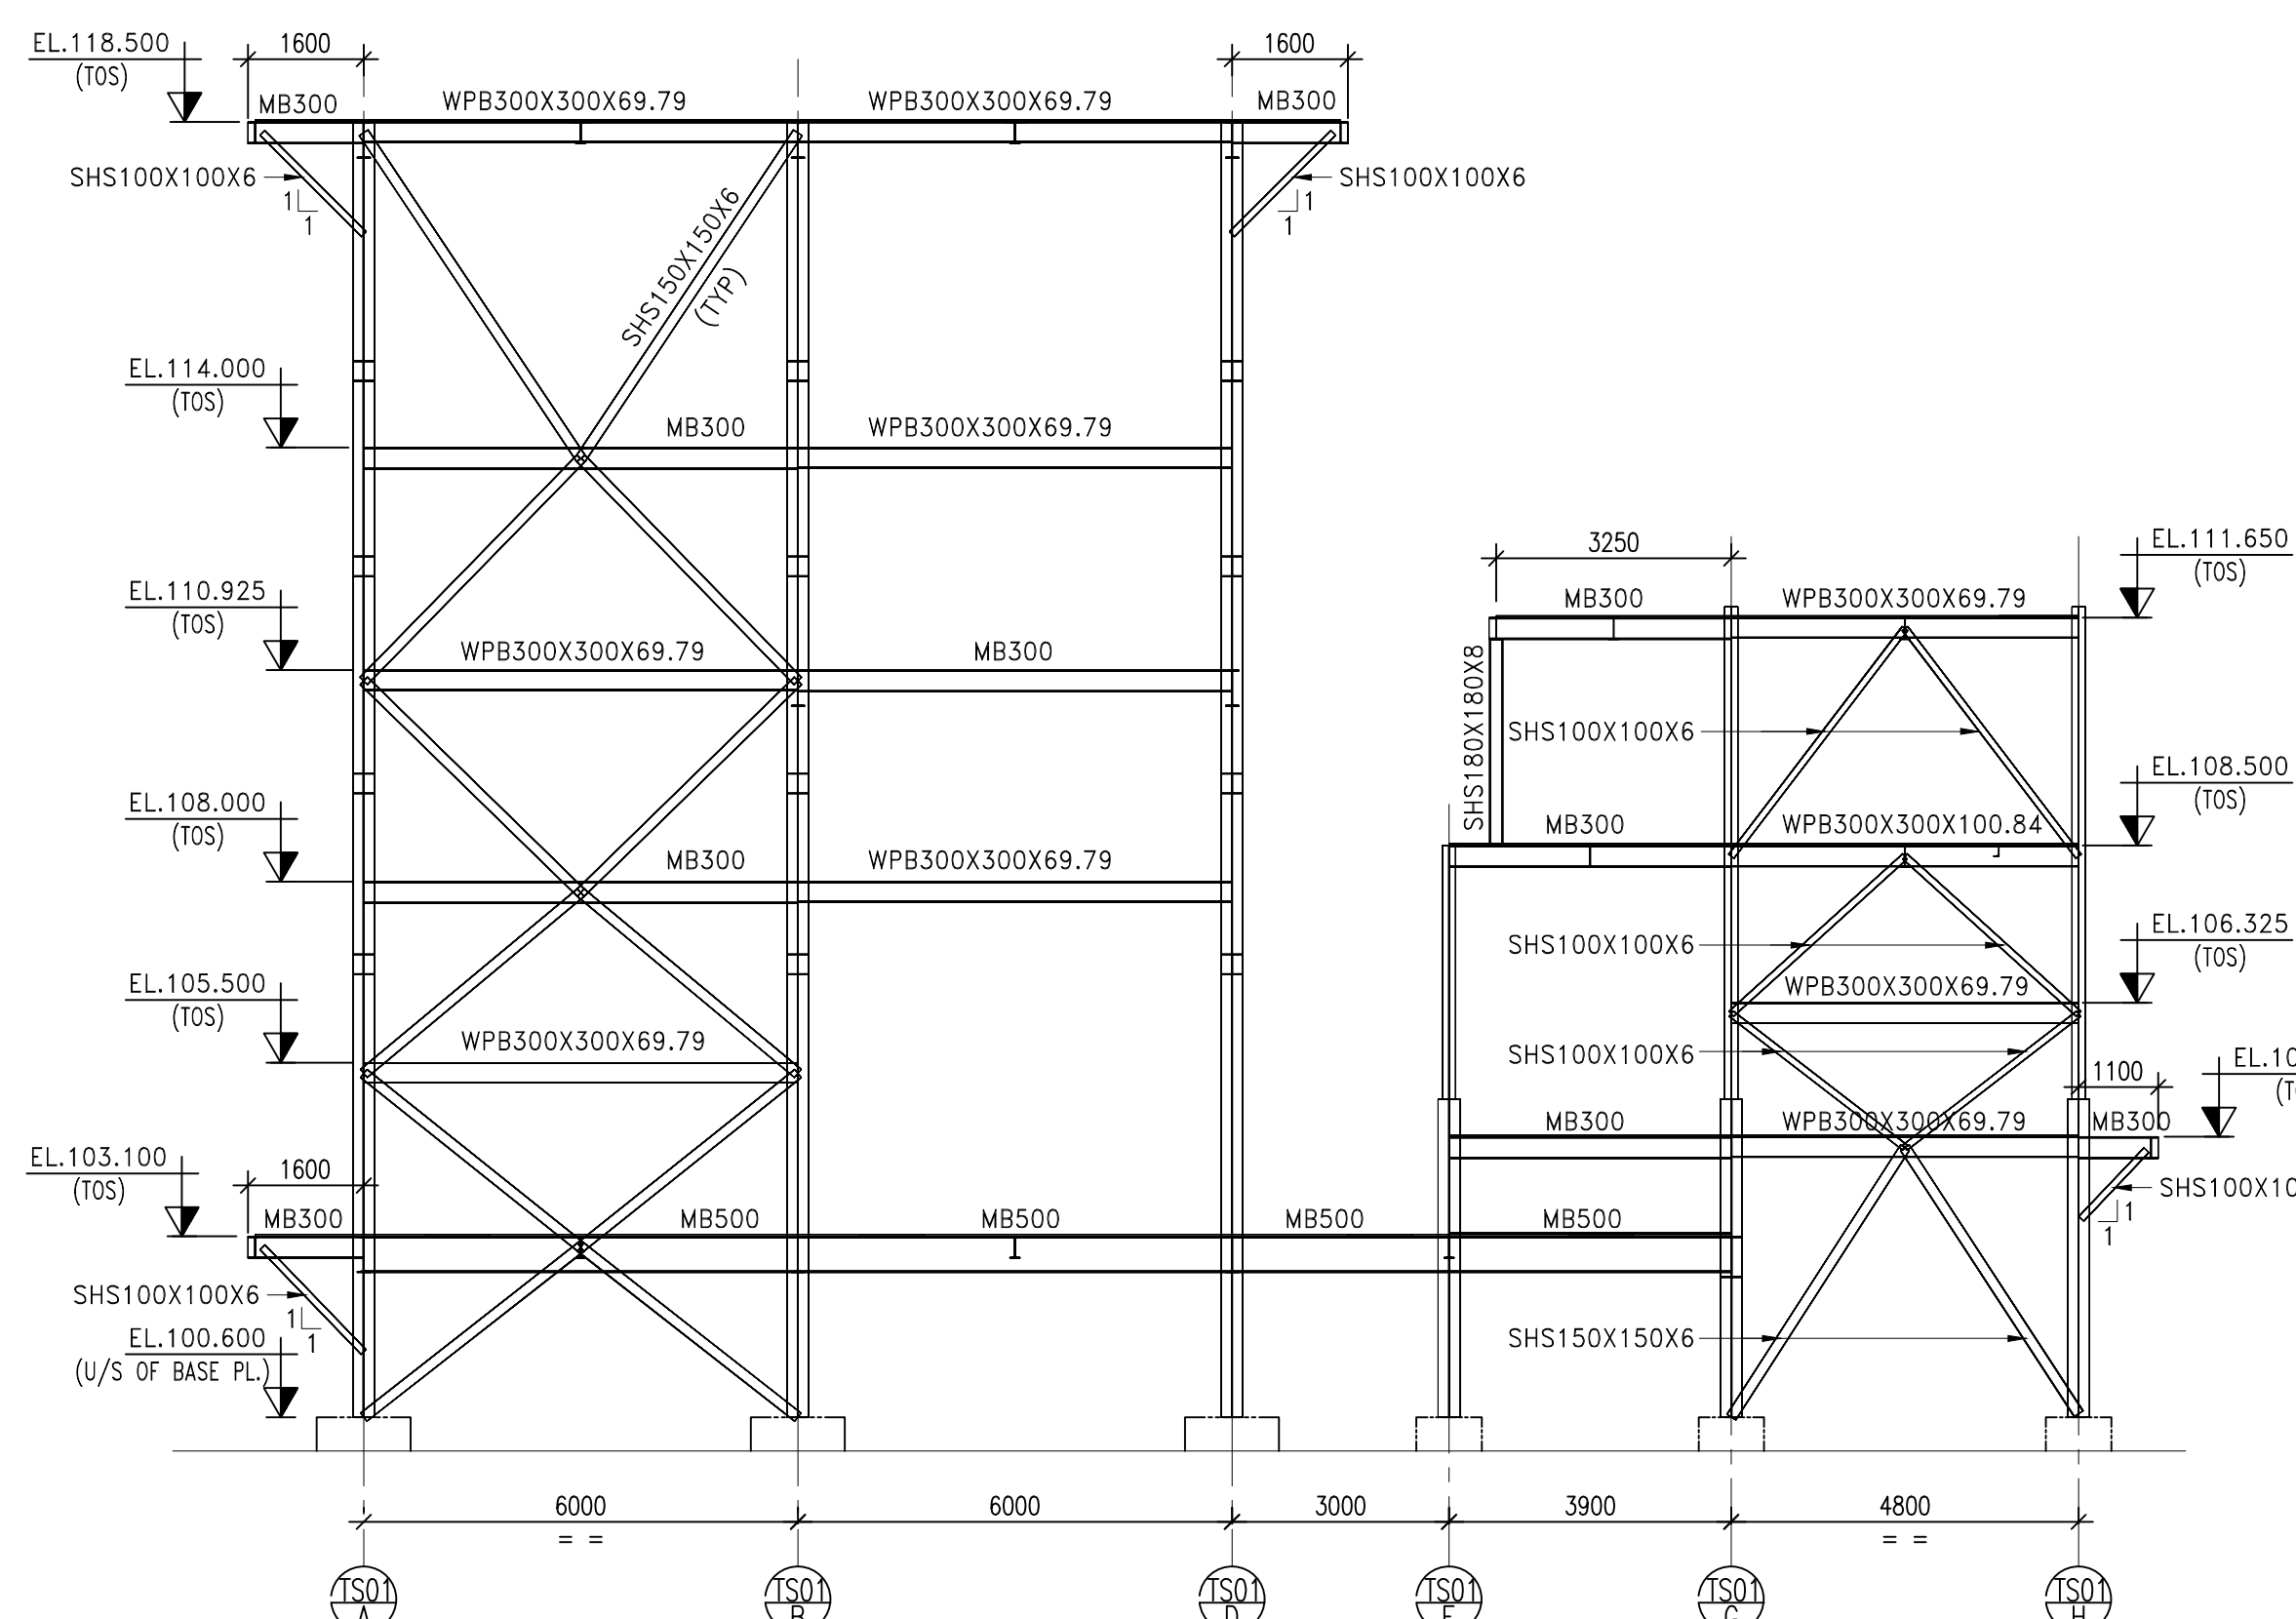 EL.118.500
(TOS)
1600
1600
MB300
WPB300X300X69.79
WPB300X300X69.79
MB300
SHS100X100X6
1
1
SHS150X150X6
(TYP)
SHS100X100X6
1
1
EL.114.000
(TOS)
MB300
WPB300X300X69.79
3250
EL.111.650
(TOS)
EL.110.925
(TOS)
MB300
WPB300X300X69.79
WPB300X300X69.79
MB300
SHS180X180X8
SHS100X100X6
EL.108.500
(TOS)
EL.108.000
(TOS)
MB300
WPB300X300X100.84
MB300
WPB300X300X69.79
EL.106.325
(TOS)
SHS100X100X6
EL.105.500
(TOS)
WPB300X300X69.79
WPB300X300X69.79
SHS100X100X6
1100
MB300
WPB300X300X69.79
MB300
EL.103.100
(TOS)
1600
SHS100X10
1
1
MB300
MB500
MB500
MB500
MB500
SHS100X100X6
1
1
EL.100.600
(U/S OF BASE PL.)
SHS150X150X6
6000
6000
3000
3900
4800
= =
= =
TS01
TS01
TS01
TS01
TS01
TS01
A
B
D
H